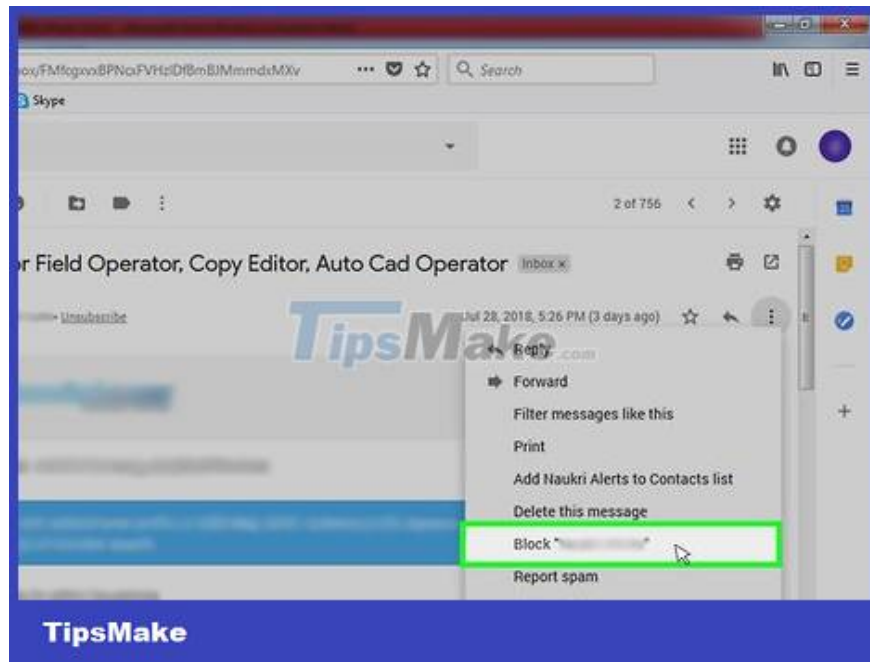 Search
Skype
2 of 756
or Field Operator, Copy Editor, Auto Cad Operator Inbox x
Unsubscribe
Jul 28, 2018, 5:26 PM (3 days ago)
TipsMake.com
Reply
Forward
Filter messages like this
Print
Add Naukri Alerts to Contacts list
Delete this message
Block "
Report spam
TipsMake